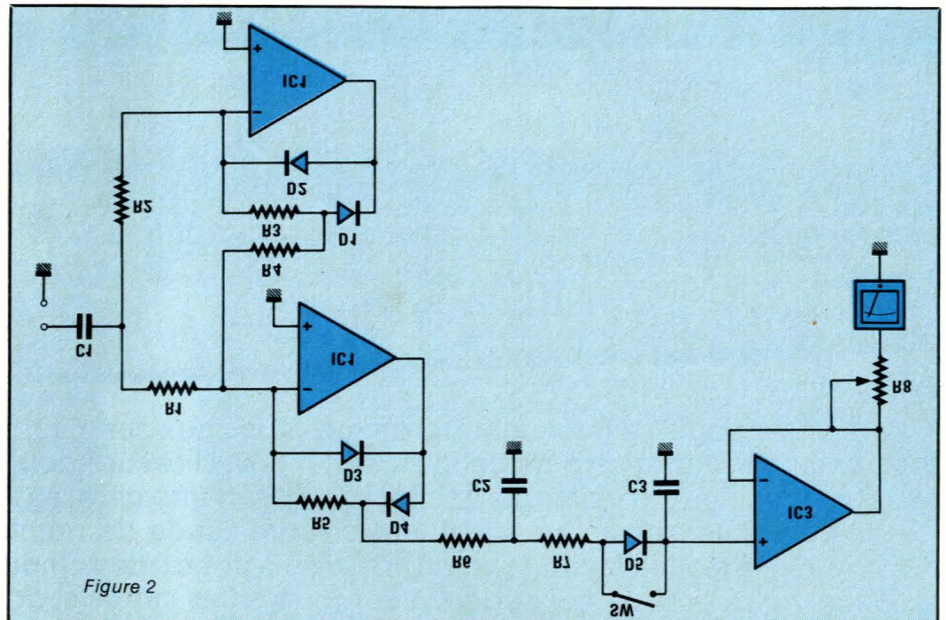 +
IC1
−
D2
R2
R3
D1
R4
C1
+
IC1
−
R1
R8
D3
−
C2
C3
R5
D4
IC3
+
R6
R7
D5
SW
Figure 2